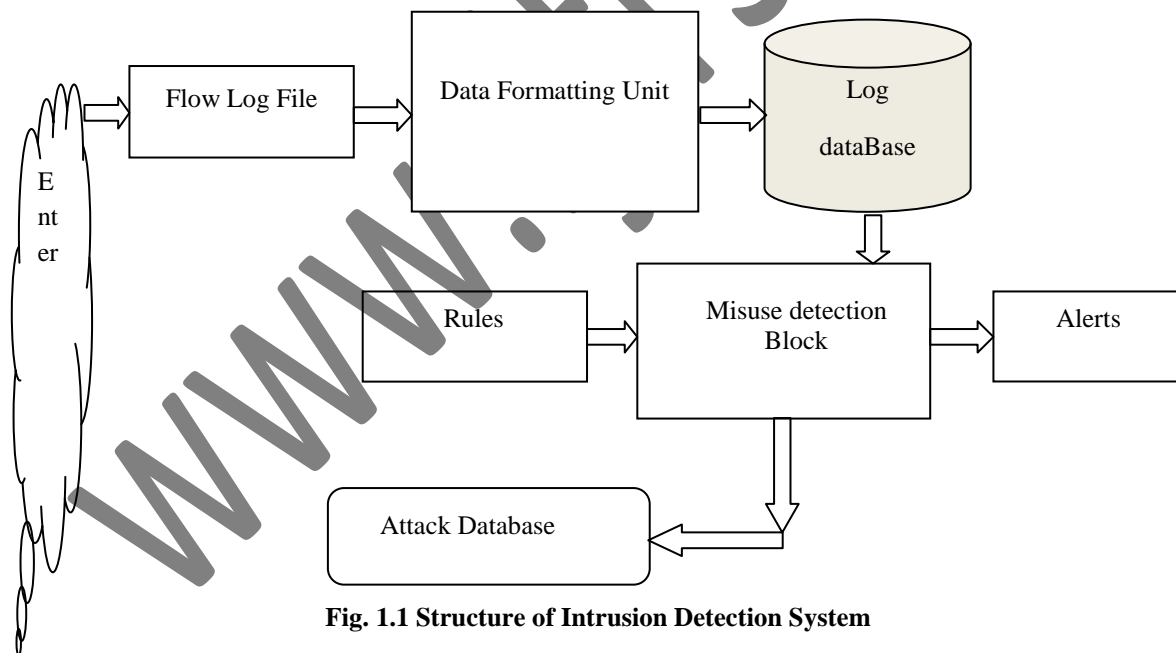 Flow Log File
Data Formatting Unit
Log
dataBase
E
nt
er
Rules
Misuse detection
Block
Alerts
Attack Database
Fig. 1.1 Structure of Intrusion Detection System
www.